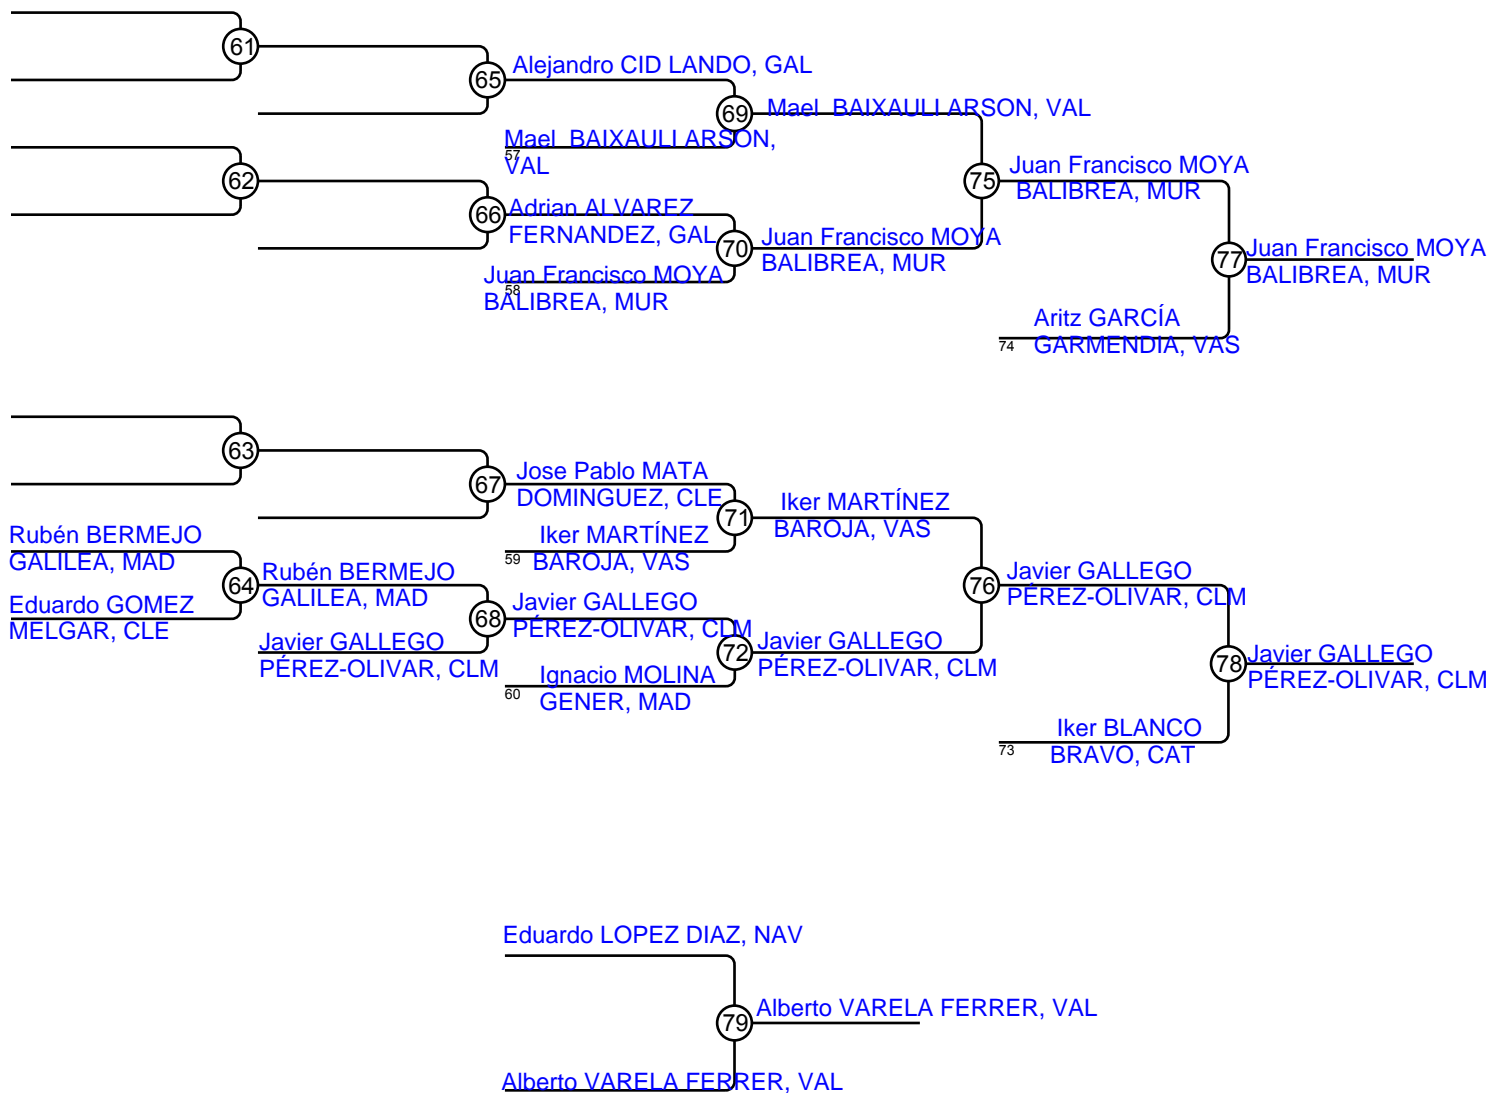 61
65
Alejandro CID LANDO, GAL
69
Mael BAIXAULI ARSON, VAL
Mael BAIXAULI ARSON,
57
VAL
62
66
Adrian ALVAREZ
FERNANDEZ, GAL
70
Juan Francisco MOYA
BALIBREA, MUR
Juan Francisco MOYA
58
BALIBREA, MUR
75
Juan Francisco MOYA
BALIBREA, MUR
77
Juan Francisco MOYA
BALIBREA, MUR
Aritz GARCÍA
74 GARMENDIA, VAS
63
67
Jose Pablo MATA
DOMINGUEZ, CLE
71
Iker MARTÍNEZ
BAROJA, VAS
Iker MARTÍNEZ
59 BAROJA, VAS
Rubén BERMEJO
GALILEA, MAD
64
Rubén BERMEJO
GALILEA, MAD
Eduardo GOMEZ
MELGAR, CLE
68
Javier GALLEGO
PÉREZ-OLIVAR, CLM
Javier GALLEGO
PÉREZ-OLIVAR, CLM
72
Javier GALLEGO
PÉREZ-OLIVAR, CLM
Ignacio MOLINA
60 GENER, MAD
76
Javier GALLEGO
PÉREZ-OLIVAR, CLM
78
Javier GALLEGO
PÉREZ-OLIVAR, CLM
Iker BLANCO
73 BRAVO, CAT
Eduardo LOPEZ DIAZ, NAV
79
Alberto VARELA FERRER, VAL
Alberto VARELA FERRER, VAL